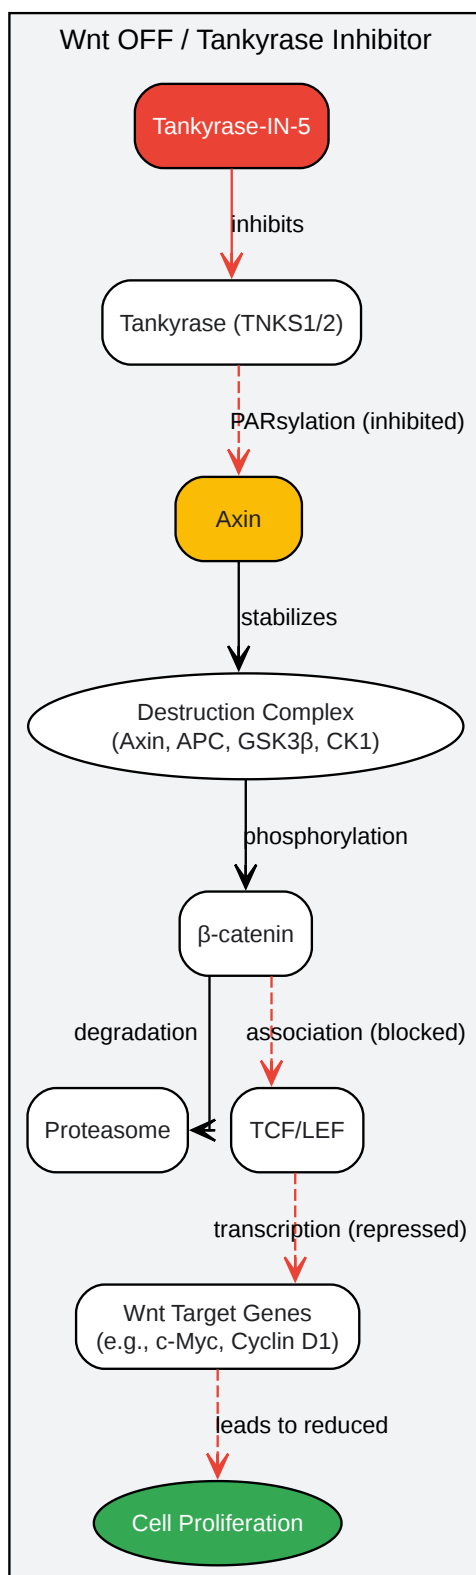 Wnt OFF / Tankyrase Inhibitor
Tankyrase-IN-5
inhibits
Tankyrase (TNKS1/2)
PARsylation (inhibited)
Axin
stabilizes
Destruction Complex
(Axin, APC, GSK3β, CK1)
phosphorylation
β-catenin
degradation
association (blocked)
Proteasome
TCF/LEF
transcription (repressed)
Wnt Target Genes
(e.g., c-Myc, Cyclin D1)
leads to reduced
Cell Proliferation